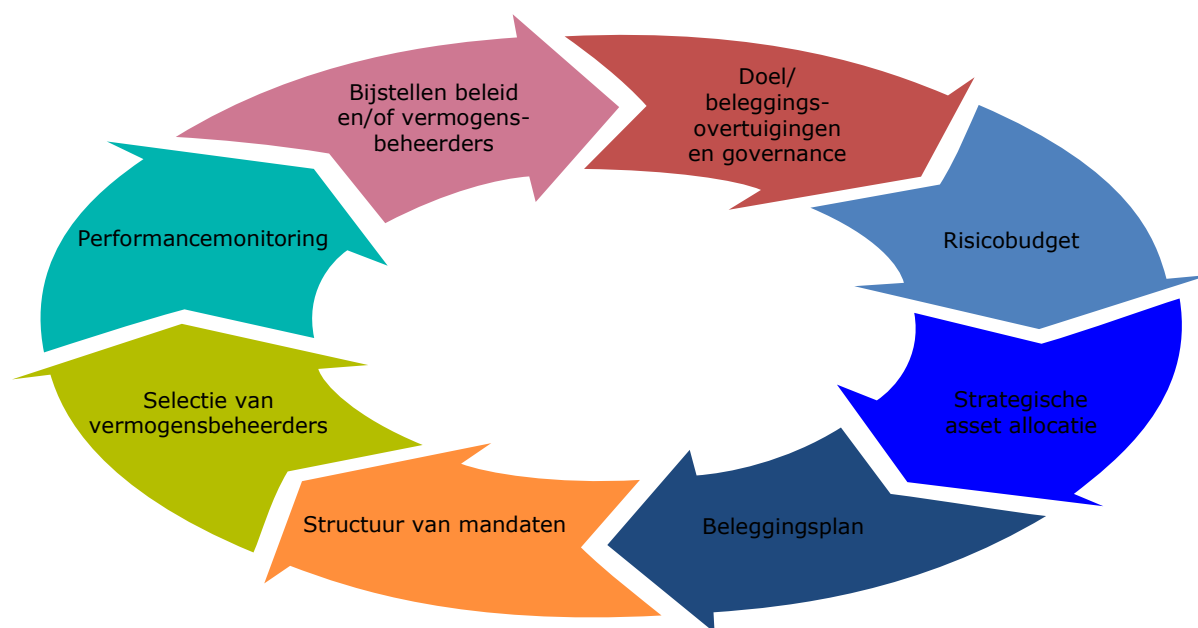 Doel/
beleggings-
overtuigingen
en governance
Risicobudget
Strategische
asset allocatie
Beleggingsplan
Structuur van mandaten
Selectie van
vermogensbeheerders
Performancemonitoring
Bijstellen beleid
en/of vermogens-
beheerders